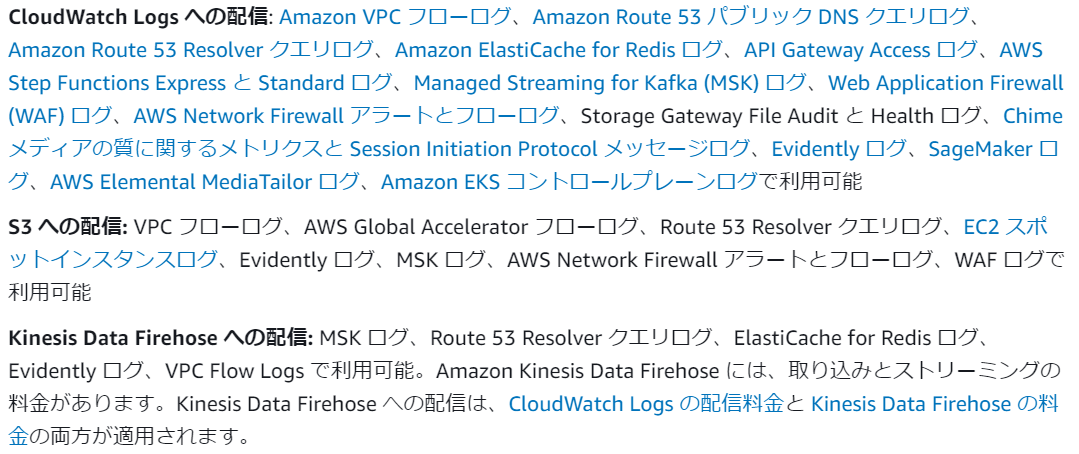 CloudWatch Logs への配信: Amazon VPC フローログ、Amazon Route 53 パブリック DNS クエリログ、
Amazon Route 53 Resolver クエリログ、Amazon ElastiCache for Redis ログ、API Gateway Access ログ、AWS
Step Functions Express と Standard ログ、Managed Streaming for Kafka (MSK) ログ、Web Application Firewall
(WAF) ログ、AWS Network Firewall アラートとフローログ、Storage Gateway File Audit と Health ログ、Chime
メディアの質に関するメトリクスと Session Initiation Protocol メッセージログ、Evidently ログ、SageMaker ロ
グ、AWS Elemental MediaTailor ログ、Amazon EKS コントロールプレーンログで利用可能
S3 への配信: VPC フローログ、AWS Global Accelerator フローログ、Route 53 Resolver クエリログ、EC2 スポ
ットインスタンスログ、Evidently ログ、MSK ログ、AWS Network Firewall アラートとフローログ、WAF ログで
利用可能
Kinesis Data Firehose への配信: MSK ログ、Route 53 Resolver クエリログ、ElastiCache for Redis ログ、
Evidently ログ、VPC Flow Logs で利用可能。Amazon Kinesis Data Firehose には、取り込みとストリーミングの
料金があります。Kinesis Data Firehose への配信は、CloudWatch Logs の配信料金と Kinesis Data Firehose の料
金の両方が適用されます。